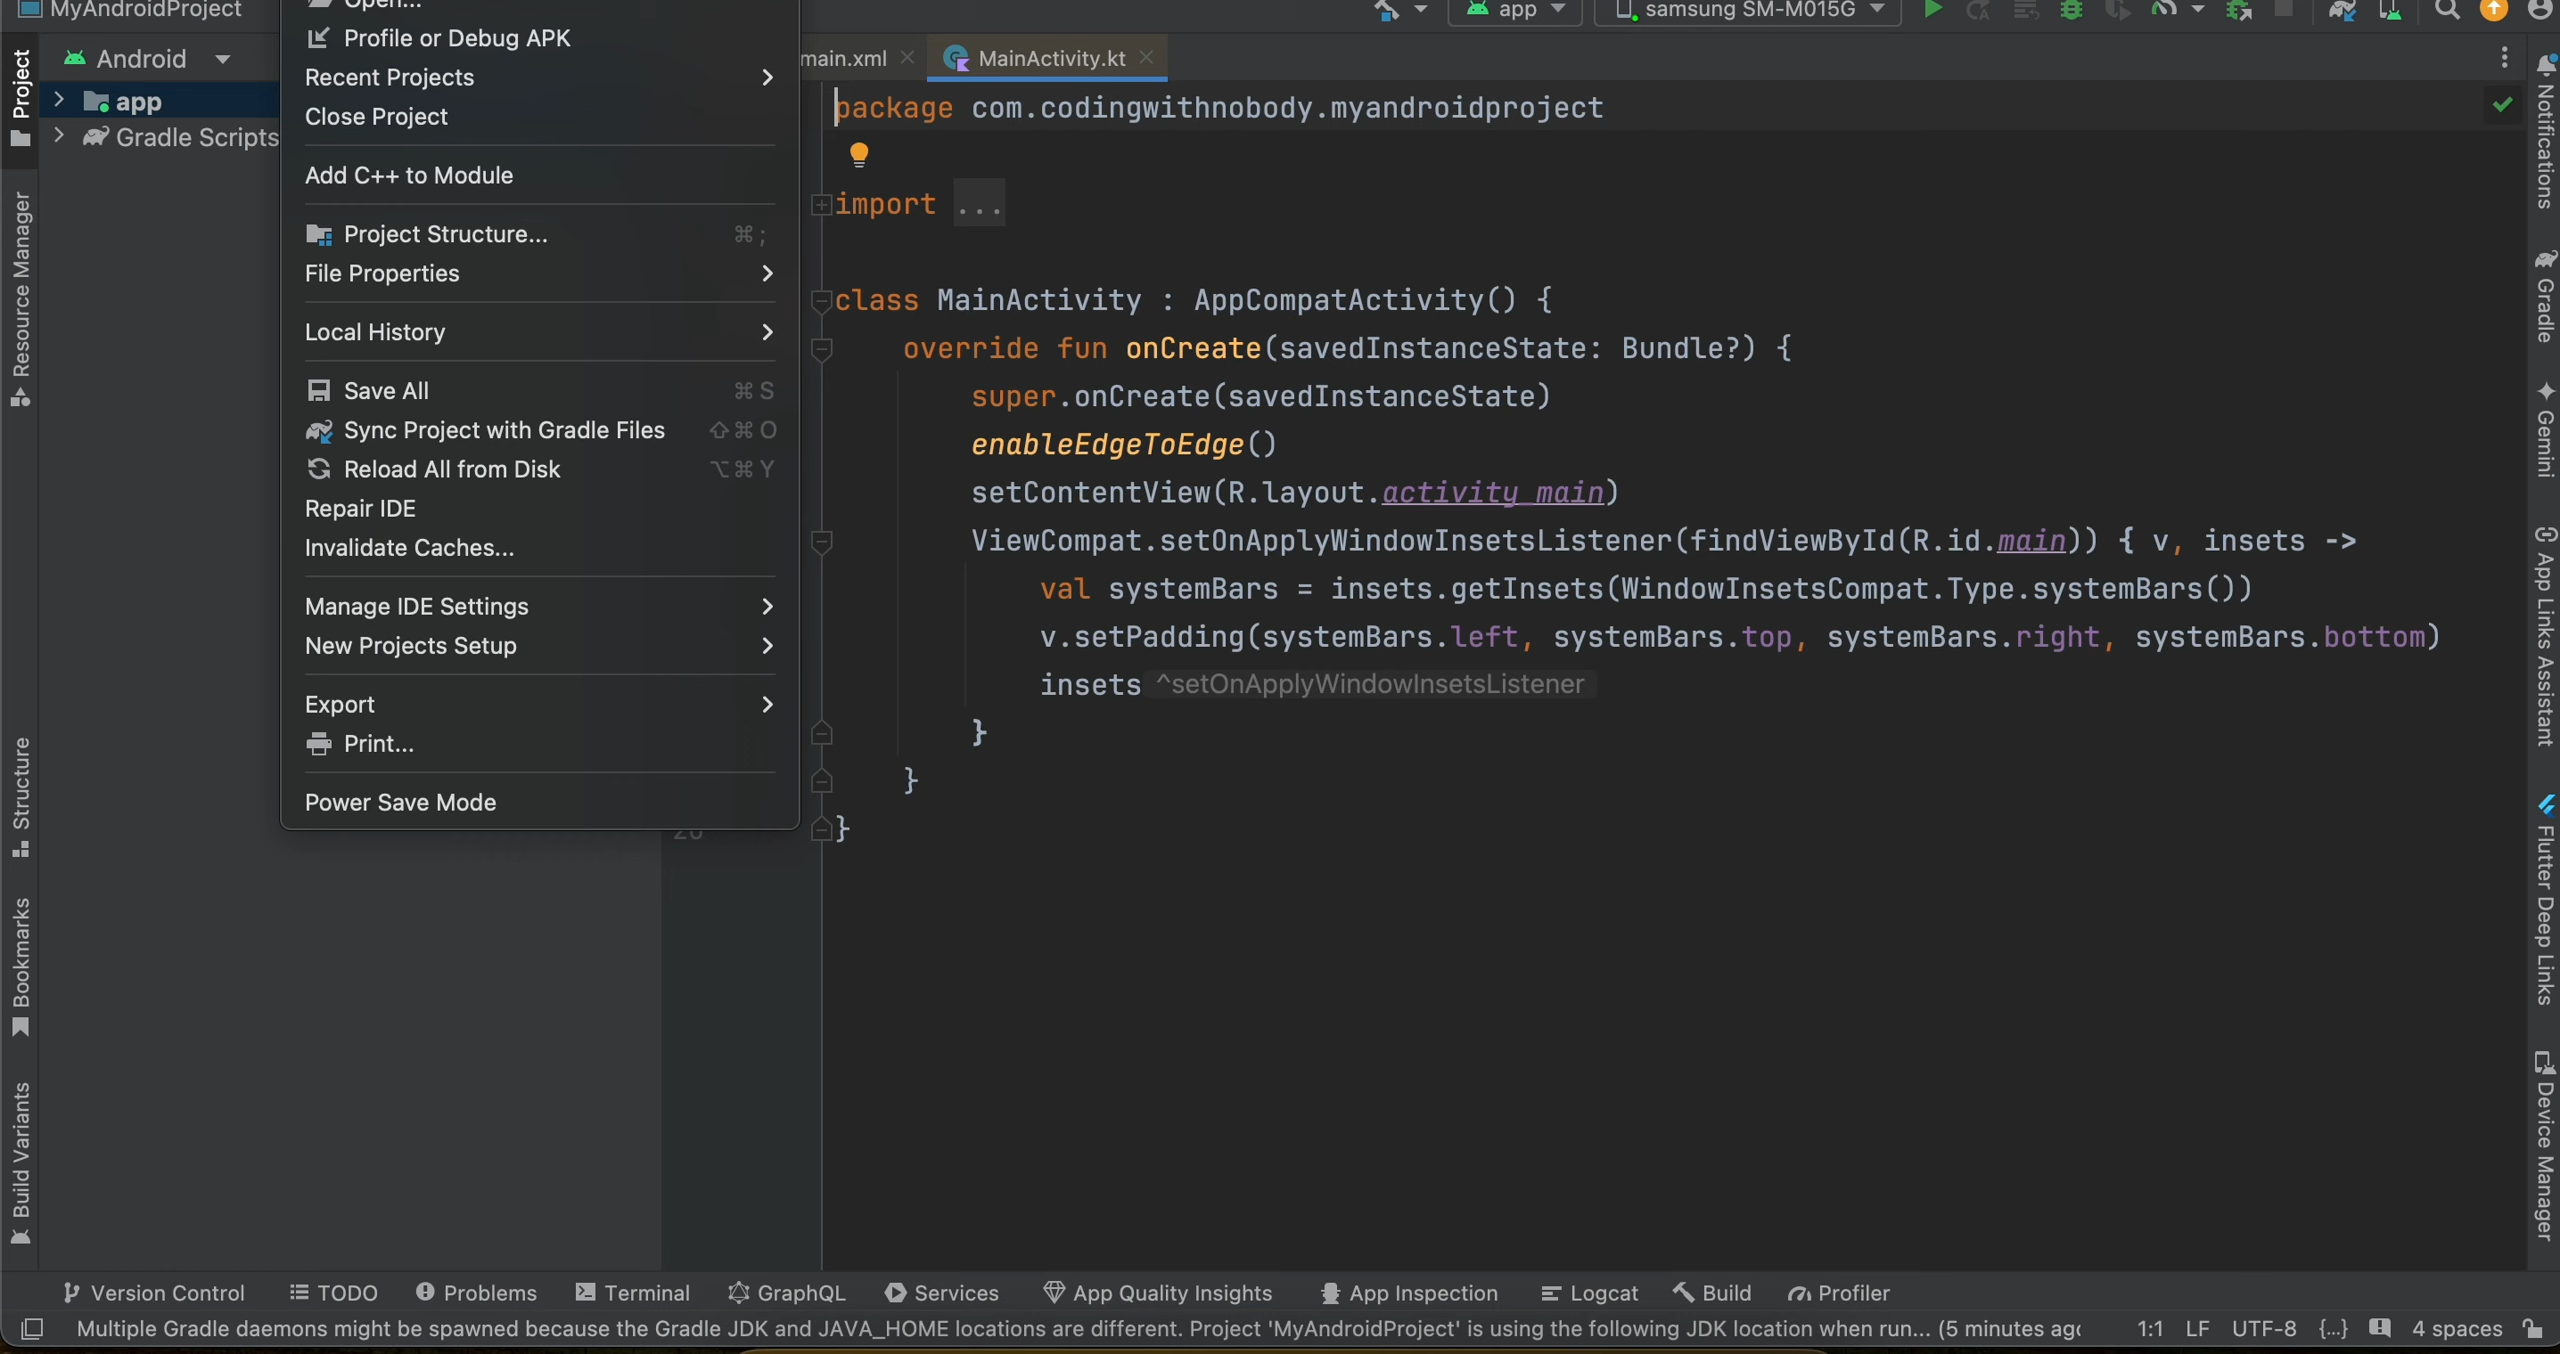 MyAndroidProject
app
samsung SM-M015G
Android
main.xml
MainActivity.kt
app
Gradle Scripts
Project
Resource Manager
Structure
Bookmarks
Build Variants
Open...
Profile or Debug APK
Recent Projects
Close Project
Add C++ to Module
Project Structure... ⌘ ;
File Properties
Local History
Save All ⌘ S
Sync Project with Gradle Files ⇧ ⌘ O
Reload All from Disk ⌥ ⌘ Y
Repair IDE
Invalidate Caches...
Manage IDE Settings
New Projects Setup
Export
Print...
Power Save Mode
package com.codingwithnobody.myandroidproject
import ...
class MainActivity : AppCompatActivity() {
override fun onCreate(savedInstanceState: Bundle?) {
super.onCreate(savedInstanceState)
enableEdgeToEdge()
setContentView(R.layout.activity_main)
ViewCompat.setOnApplyWindowInsetsListener(findViewById(R.id.main)) { v, insets ->
val systemBars = insets.getInsets(WindowInsetsCompat.Type.systemBars())
v.setPadding(systemBars.left, systemBars.top, systemBars.right, systemBars.bottom)
insets ^setOnApplyWindowInsetsListener
}
}
}
Notifications
Gradle
Gemini
App Links Assistant
Flutter Deep Links
Device Manager
Version Control
TODO
Problems
Terminal
GraphQL
Services
App Quality Insights
App Inspection
Logcat
Build
Profiler
Multiple Gradle daemons might be spawned because the Gradle JDK and JAVA_HOME locations are different. Project 'MyAndroidProject' is using the following JDK location when run... (5 minutes ago
1:1 LF UTF-8 {...} 4 spaces